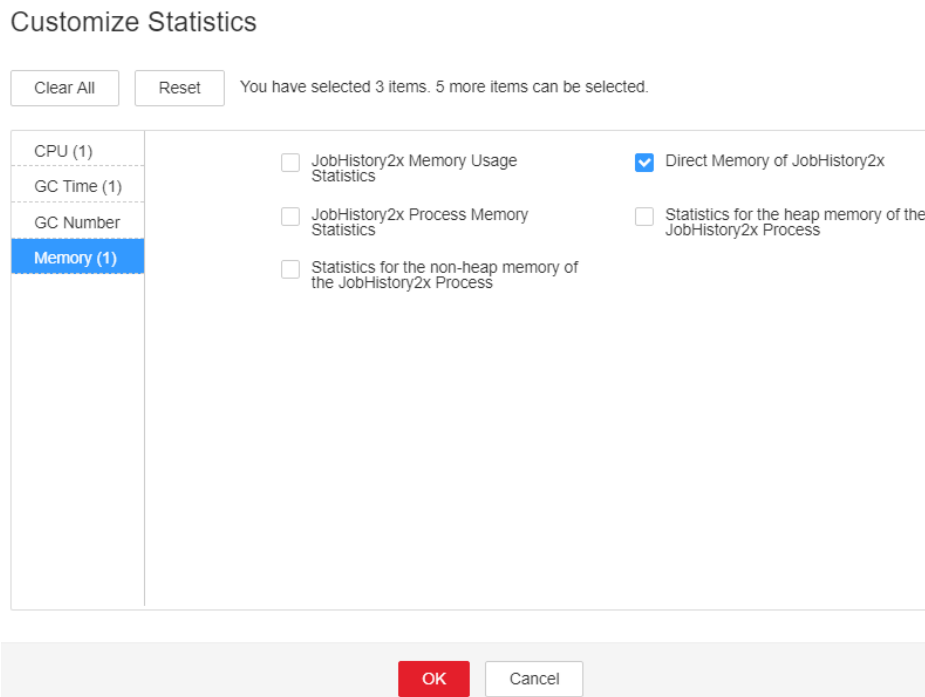 Customize Statistics
Clear All
Reset
You have selected 3 items. 5 more items can be selected.
CPU (1)
GC Time (1)
GC Number
Memory (1)
JobHistory2x Memory Usage
Statistics
Direct Memory of JobHistory2x
JobHistory2x Process Memory
Statistics
Statistics for the heap memory of the
JobHistory2x Process
Statistics for the non-heap memory of
the JobHistory2x Process
OK
Cancel